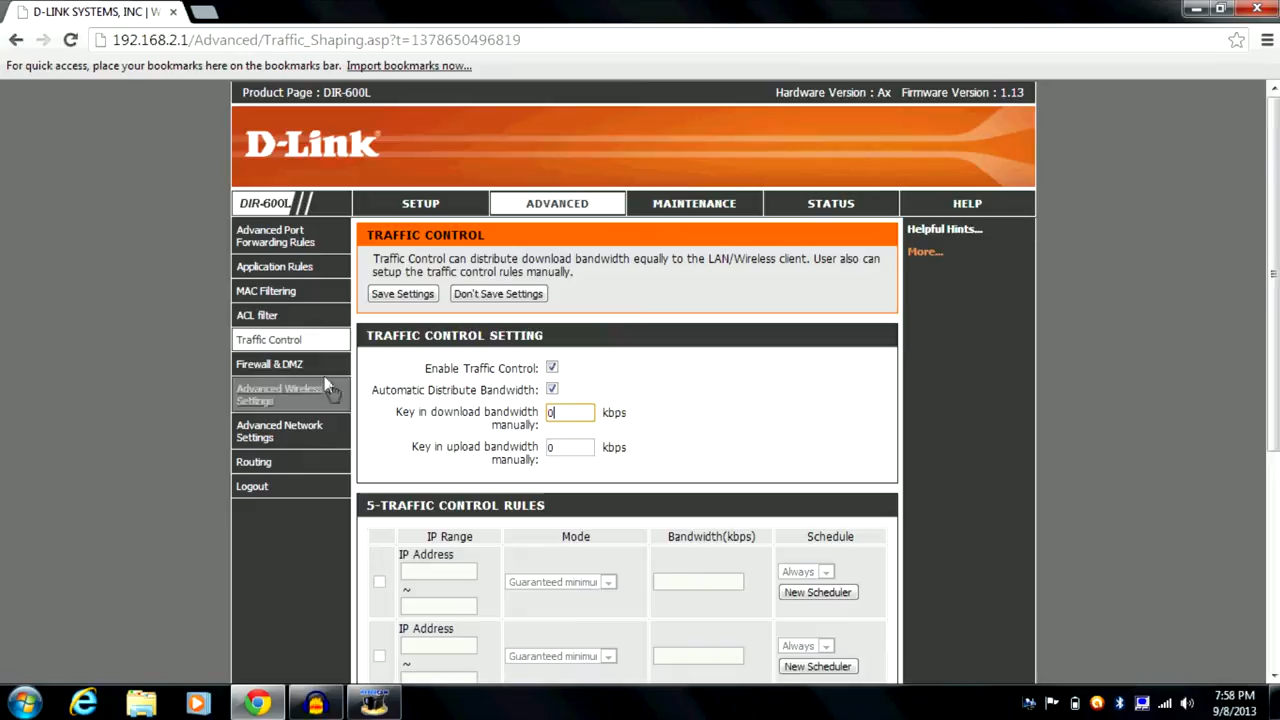 D-LINK SYSTEMS, INC | W
192.168.2.1/Advanced/Traffic_Shaping.asp?t=1378650496819
For quick access, place your bookmarks here on the bookmarks bar. Import bookmarks now...
Product Page : DIR-600L Hardware Version : Ax Firmware Version : 1.13
D-Link
DIR-600L SETUP ADVANCED MAINTENANCE STATUS HELP
Advanced Port
Forwarding Rules
Application Rules
MAC Filtering
ACL filter
Traffic Control
Firewall & DMZ
Advanced Wireless
Settings
Advanced Network
Settings
Routing
Logout
TRAFFIC CONTROL
Traffic Control can distribute download bandwidth equally to the LAN/Wireless client. User also can
setup the traffic control rules manually.
Save Settings Don't Save Settings
TRAFFIC CONTROL SETTING
Enable Traffic Control:
Automatic Distribute Bandwidth:
Key in download bandwidth
manually: 0 kbps
Key in upload bandwidth
manually: 0 kbps
5-TRAFFIC CONTROL RULES
IP Range Mode Bandwidth(kbps) Schedule
IP Address
~
Guaranteed minimu
Always
New Scheduler
IP Address
~
Guaranteed minimu
Always
New Scheduler
Helpful Hints...
More...
7:58 PM
9/8/2013